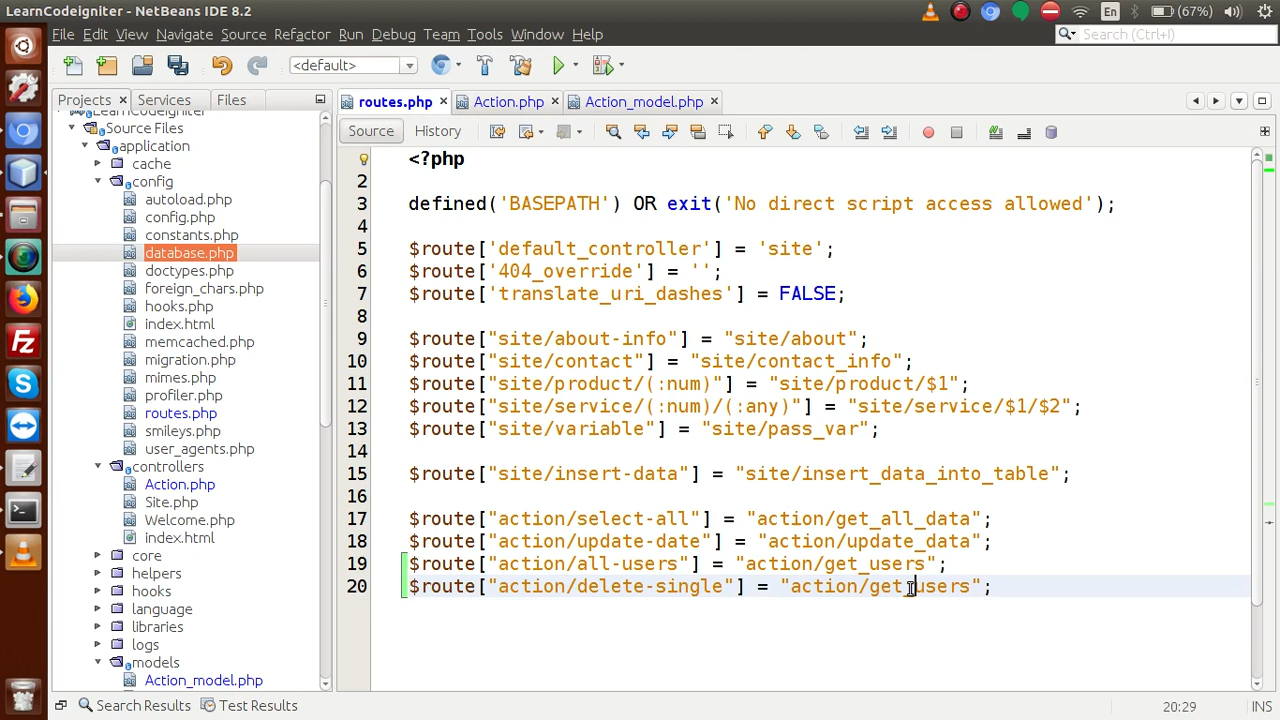 LearnCodeigniter - NetBeans IDE 8.2
En
(67%)
File Edit View Navigate Source Refactor Run Debug Team Tools Window Help
Search (Ctrl+I)
<default>
Projects Services Files
routes.php
Action.php
Action_model.php
Source History
LearnCodeigniter
Source Files
application
cache
config
autoload.php
config.php
constants.php
database.php
doctypes.php
foreign_chars.php
hooks.php
index.html
memcached.php
migration.php
mimes.php
profiler.php
routes.php
smileys.php
user_agents.php
controllers
Action.php
Site.php
Welcome.php
index.html
core
helpers
hooks
language
libraries
logs
models
Action_model.php
<?php
2
3 defined('BASEPATH') OR exit('No direct script access allowed');
4
5 $route['default_controller'] = 'site';
6 $route['404_override'] = '';
7 $route['translate_uri_dashes'] = FALSE;
8
9 $route["site/about-info"] = "site/about";
10 $route["site/contact"] = "site/contact_info";
11 $route["site/product/(:num)"] = "site/product/$1";
12 $route["site/service/(:num)/(:any)"] = "site/service/$1/$2";
13 $route["site/variable"] = "site/pass_var";
14
15 $route["site/insert-data"] = "site/insert_data_into_table";
16
17 $route["action/select-all"] = "action/get_all_data";
18 $route["action/update-date"] = "action/update_data";
19 $route["action/all-users"] = "action/get_users";
20 $route["action/delete-single"] = "action/get_users";
Search Results Test Results
20:29
INS